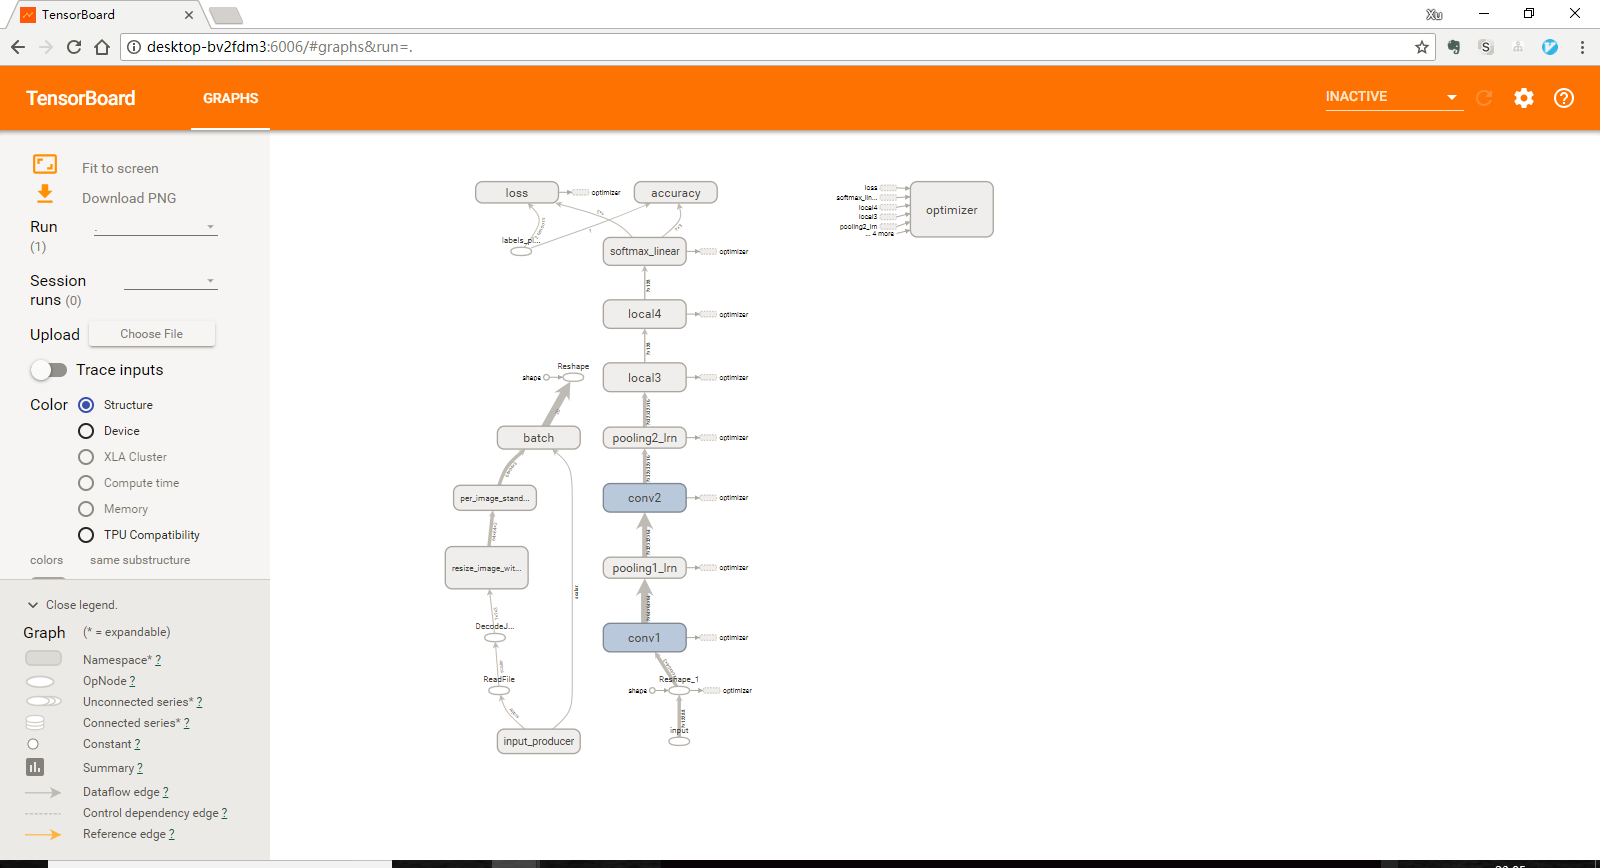 TensorBoard
Xu
desktop-bv2fdm3:6006/#graphs&run=.
TensorBoard
GRAPHS
INACTIVE
Fit to screen
Download PNG
Run
(1)
.
Session
runs (0)
Upload
Choose File
Trace inputs
Color
Structure
Device
XLA Cluster
Compute time
Memory
TPU Compatibility
colors
same substructure
Close legend.
Graph
(* = expandable)
Namespace* ?
OpNode ?
Unconnected series* ?
Connected series* ?
Constant ?
Summary ?
Dataflow edge ?
Control dependency edge ?
Reference edge ?
loss
optimizer
accuracy
labels_pl...
softmax_linear
optimizer
local4
optimizer
Reshape
shape
local3
optimizer
batch
pooling2_lrn
optimizer
per_image_stand...
conv2
optimizer
resize_image_wit...
pooling1_lrn
optimizer
scalar
DecodeJ...
conv1
optimizer
ReadFile
Reshape_1
shape
optimizer
input_producer
input
loss
softmax_lin...
local4
local3
pooling2_lrn
... 4 more
optimizer